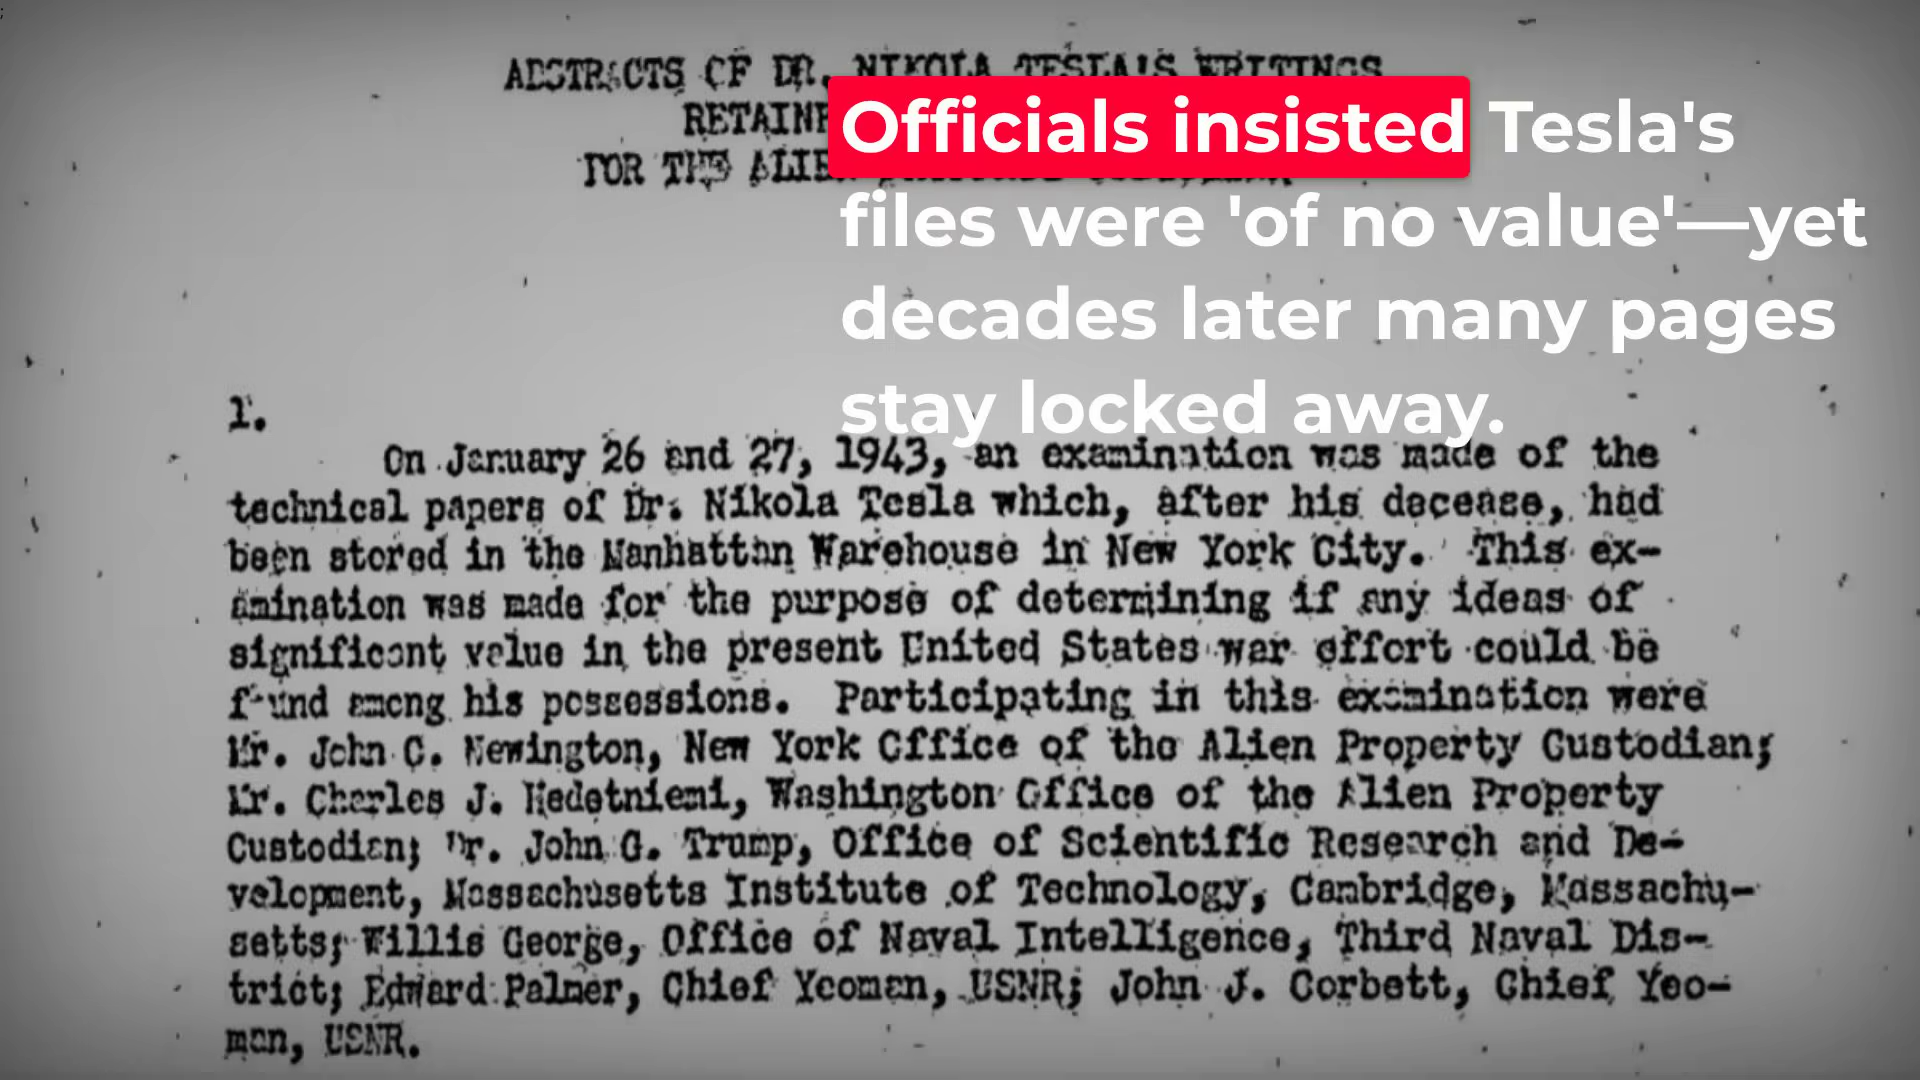 ABSTRACTS OF DR. NIKOLA TESLA'S WRITINGS
Officials insisted Tesla's
files were 'of no value'—yet
decades later many pages
stay locked away.
FOR THE ALIEN
1.
On January 26 and 27, 1943, an examination was made of the
technical papers of Dr. Nikola Tesla which, after his decease, had
been stored in the Manhattan Warehouse in New York City. This ex-
amination was made for the purpose of determining if any ideas of
significant value in the present United States war effort could be
found among his possessions. Participating in this examination were
Mr. John C. Newington, New York Office of the Alien Property Custodian;
Mr. Charles J. Hedetniemi, Washington Office of the Alien Property
Custodian; Dr. John G. Trump, Office of Scientific Research and De-
velopment, Massachusetts Institute of Technology, Cambridge, Massachu-
setts; Willis George, Office of Naval Intelligence, Third Naval Dis-
trict; Edward Palmer, Chief Yeoman, USNR; John J. Corbett, Chief Yeo-
man, USNR.